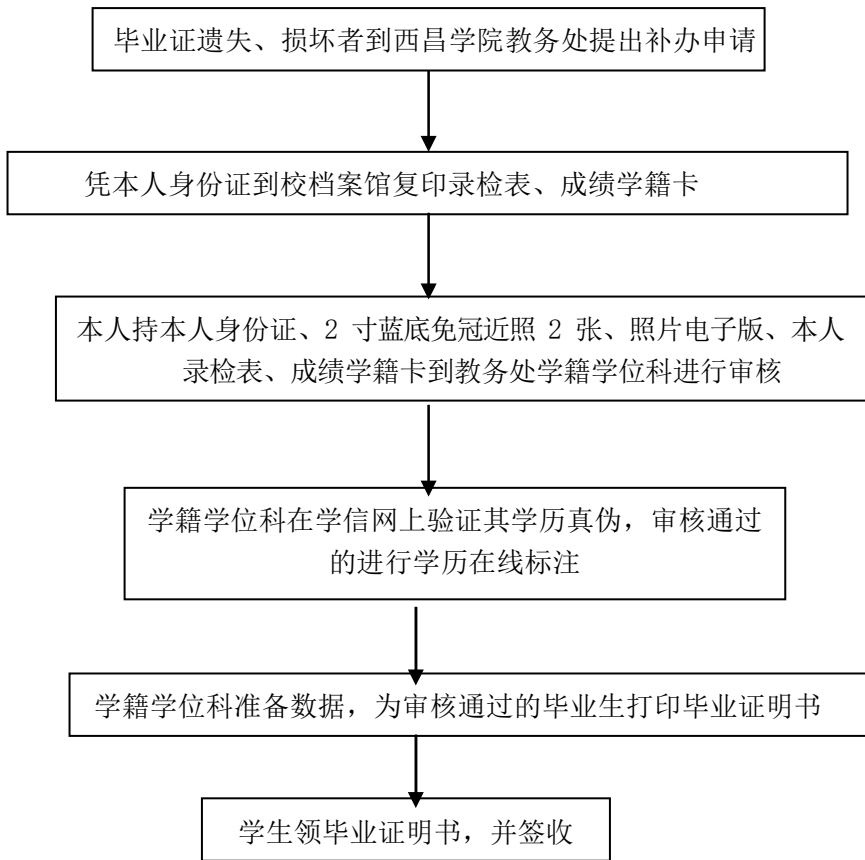 毕业证遗失、损坏者到西昌学院教务处提出补办申请
凭本人身份证到校档案馆复印录检表、成绩学籍卡
本人持本人身份证、2 寸蓝底免冠近照 2 张、照片电子版、本人
录检表、成绩学籍卡到教务处学籍学位科进行审核
学籍学位科在学信网上验证其学历真伪，审核通过
的进行学历在线标注
学籍学位科准备数据，为审核通过的毕业生打印毕业证明书
学生领毕业证明书，并签收